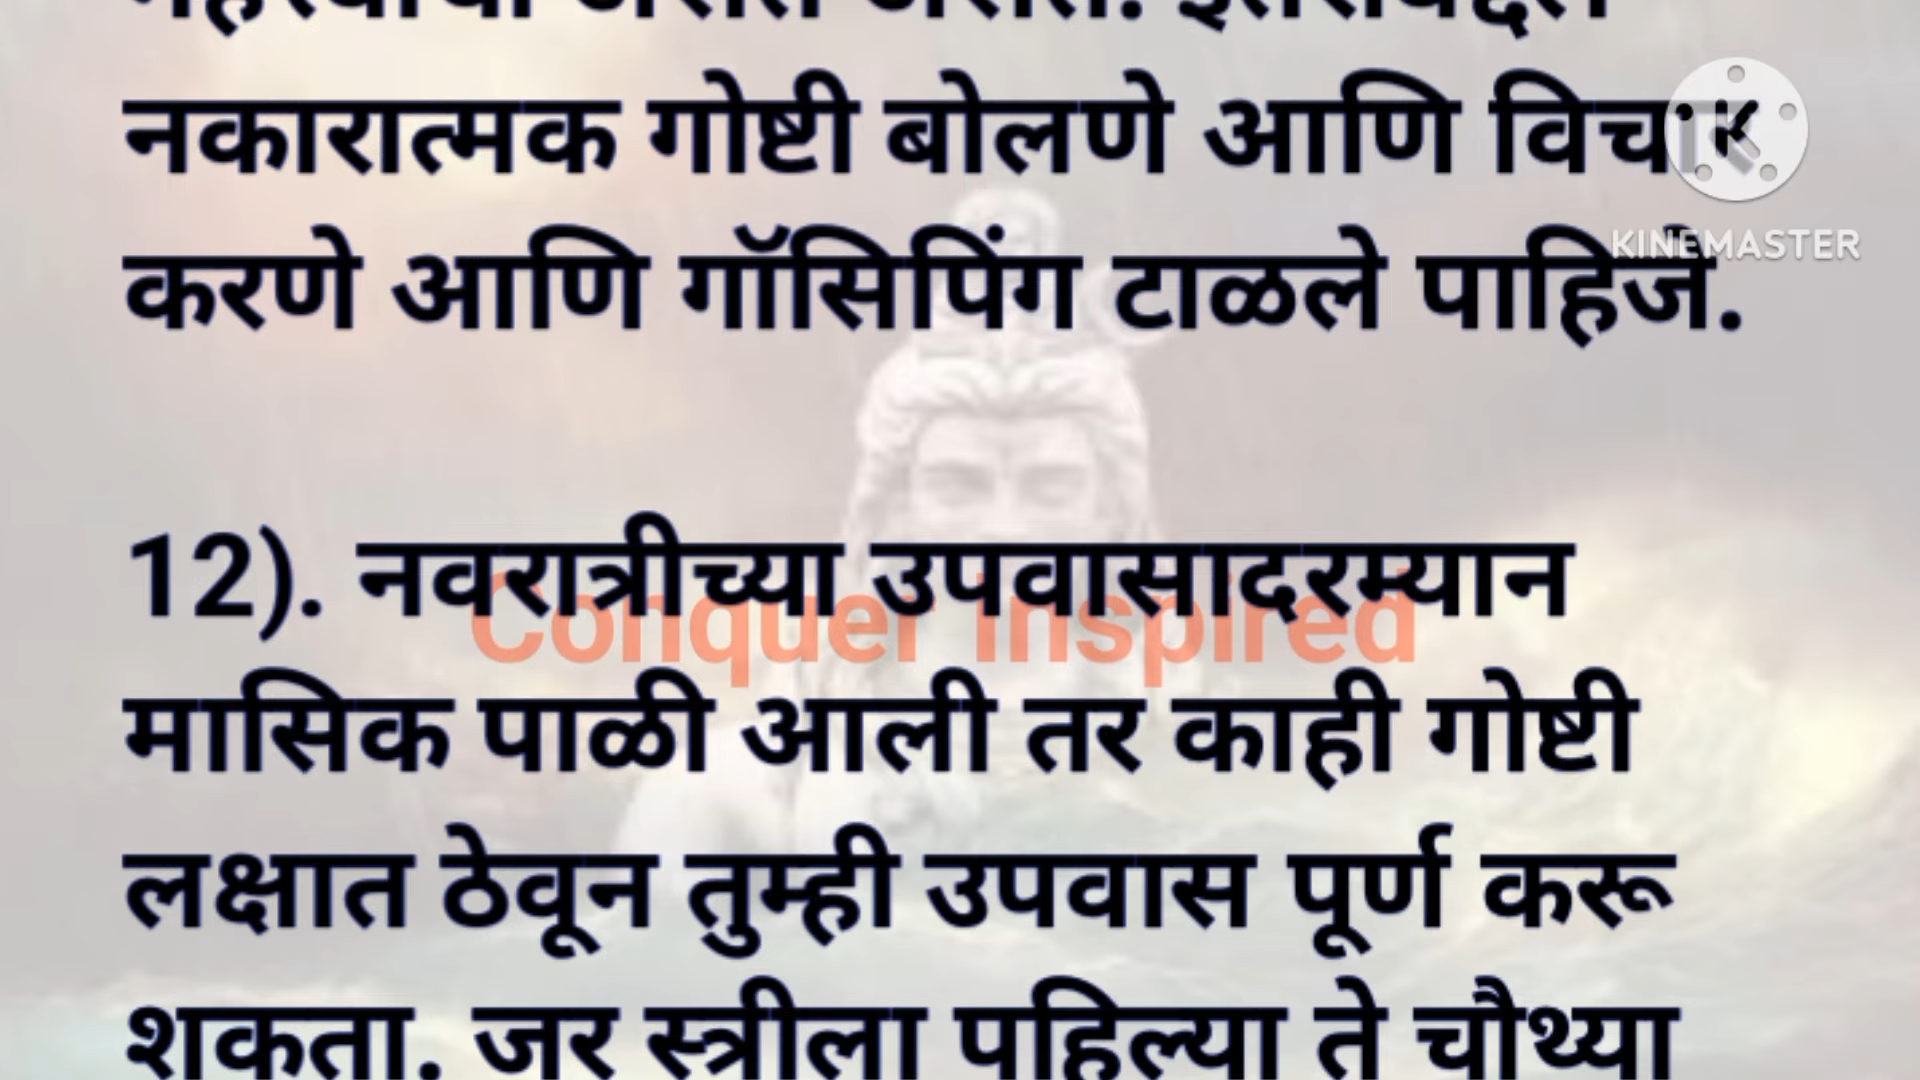 नकारात्मक गोष्टी बोलणे आणि विचार
KINEMASTER
करणे आणि गॉसिपिंग टाळले पाहिजे.
12). नवरात्रीच्या उपवासादरम्यान
Conquer inspired
मासिक पाळी आली तर काही गोष्टी
लक्षात ठेवून तुम्ही उपवास पूर्ण करू
शकता. जर स्त्रीला पहिल्या ते चौथ्या